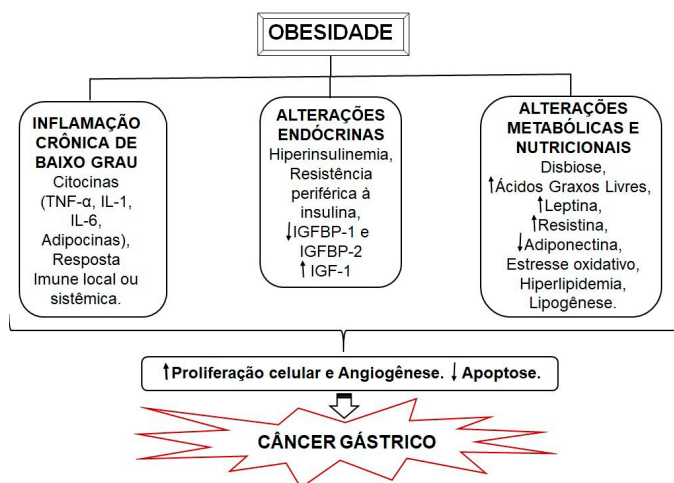 OBESIDADE
INFLAMAÇÃO
CRÔNICA DE
BAIXO GRAU
Citocinas
(TNF-α, IL-1,
IL-6,
Adipocinas),
Resposta
Imune local ou
sistêmica.
ALTERAÇÕES
ENDÓCRINAS
Hiperinsulinemia,
Resistência
periférica à
insulina,
↓IGFBP-1 e
IGFBP-2
↑ IGF-1
ALTERAÇÕES
METABÓLICAS E
NUTRICIONAIS
Disbiose,
↑Ácidos Graxos Livres,
↑Leptina,
↑Resistina,
↓Adiponectina,
Estresse oxidativo,
Hiperlipidemia,
Lipogênese.
↑Proliferação celular e Angiogênese. ↓ Apoptose.
CÂNCER GÁSTRICO